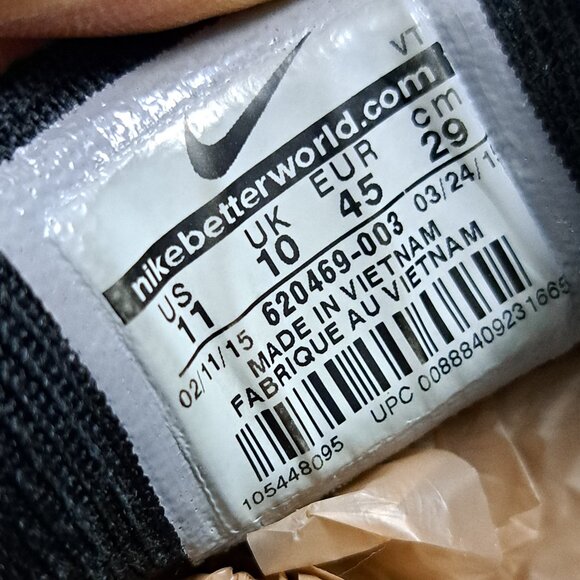 VT
nikebetterworld.com
US UK EUR cm
11 10 45 29
02/11/15 620469-003 03/24/1
MADE IN VIETNAM
FABRIQUE AU VIETNAM
105448095 UPC 00888409231665